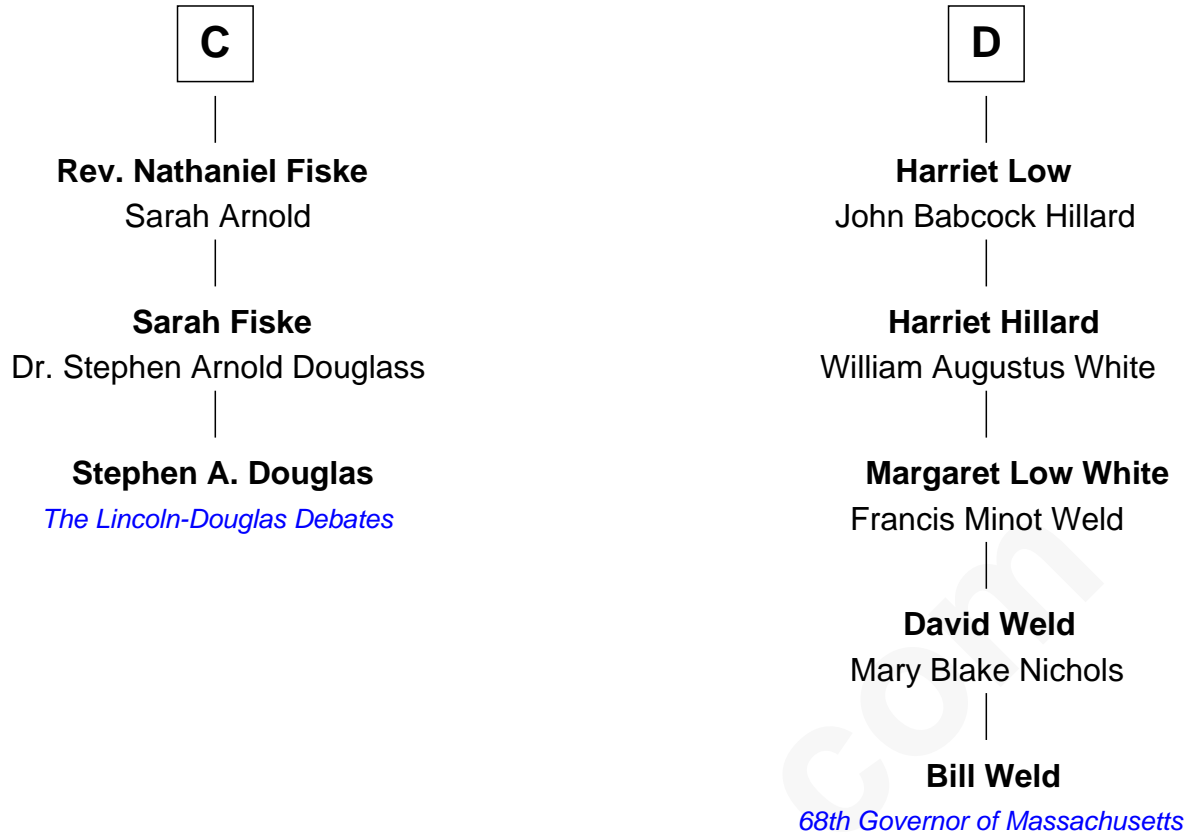 C
Rev. Nathaniel Fiske
Sarah Arnold
Sarah Fiske
Dr. Stephen Arnold Douglass
Stephen A. Douglas
The Lincoln-Douglas Debates
D
Harriet Low
John Babcock Hillard
Harriet Hillard
William Augustus White
Margaret Low White
Francis Minot Weld
David Weld
Mary Blake Nichols
Bill Weld
68th Governor of Massachusetts
com